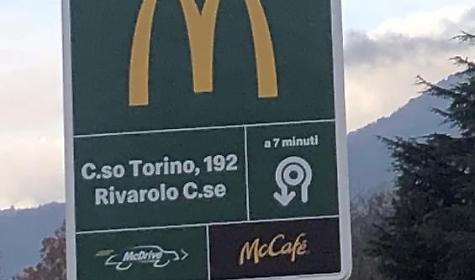 C.so Torino, 192
Rivarolo C.se
a 7 minuti
McDrive
McCafé